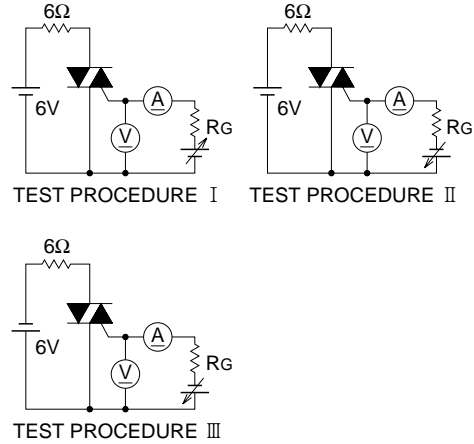 6Ω
6V
A
V
RG
TEST PROCEDURE Ⅰ
6Ω
6V
A
V
RG
TEST PROCEDURE Ⅱ
6Ω
6V
A
V
RG
TEST PROCEDURE Ⅲ